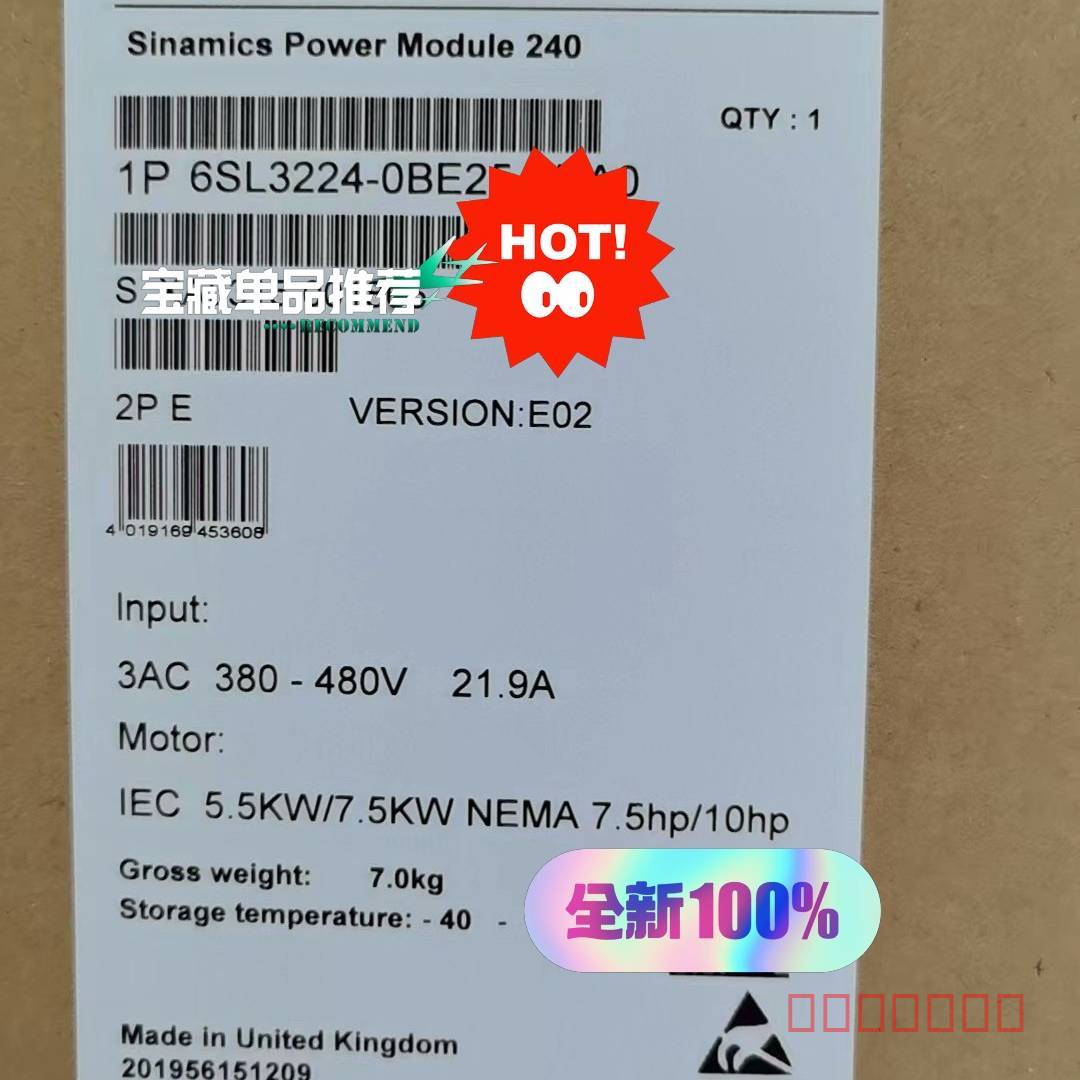 Sinamics Power Module 240
QTY : 1
1P 6SL3224-0BE2
HOT!
宝藏单品推荐
RECOMMEND
2P E VERSION:E02
4 019169 453608
Input:
3AC 380 - 480V 21.9A
Motor:
IEC 5.5KW/7.5KW NEMA 7.5hp/10hp
Gross weight: 7.0kg
Storage temperature: - 40 -
全新100%
Made in United Kingdom
201956151209